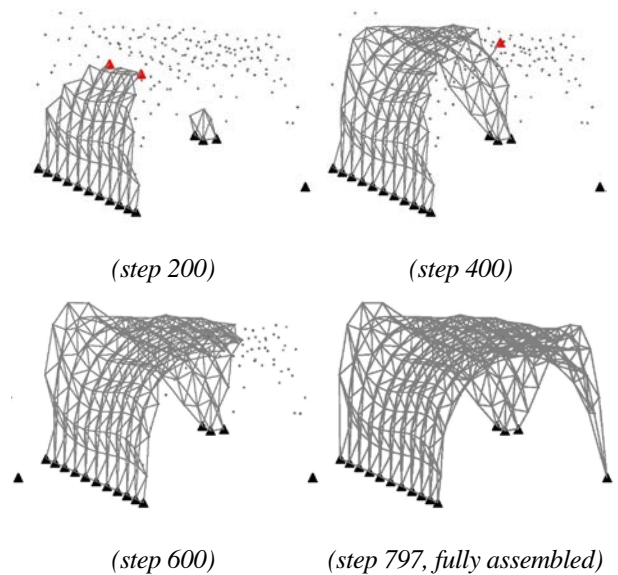 (step 200)
(step 400)
(step 600)
(step 797, fully assembled)